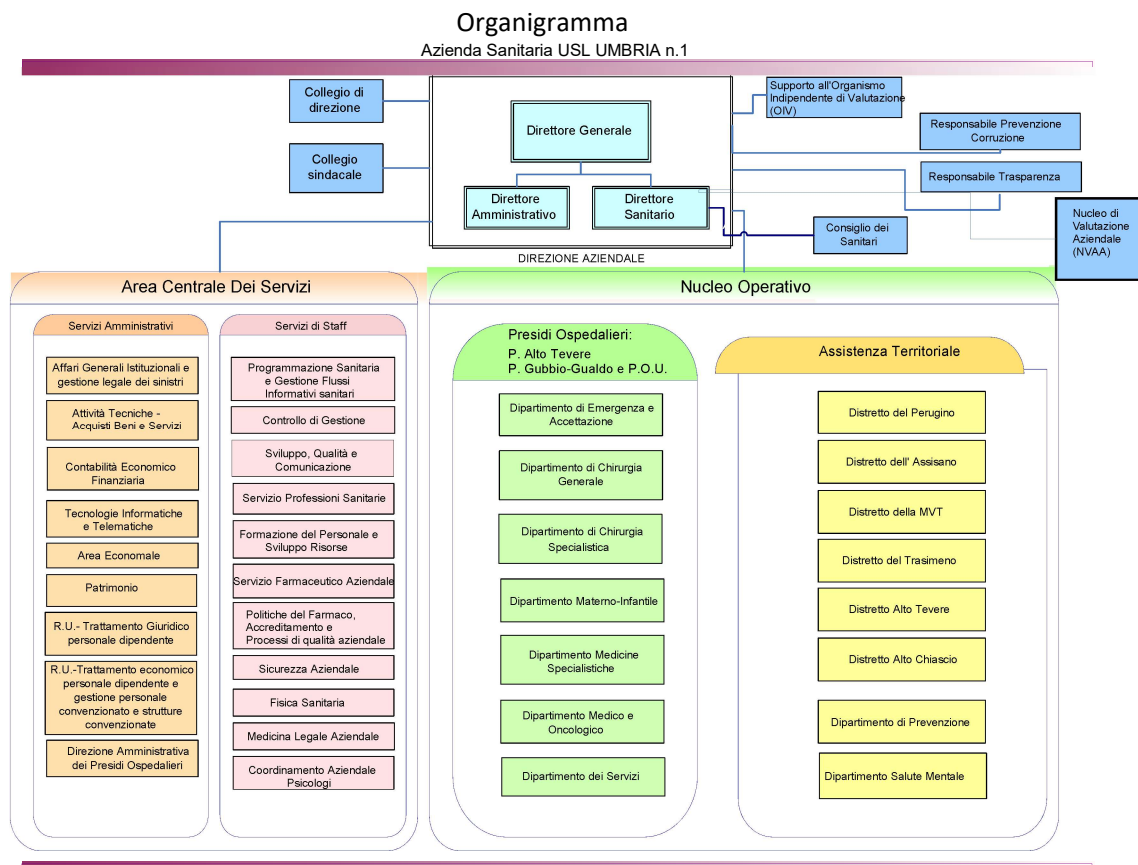 Organigramma
Azienda Sanitaria USL UMBRIA n.1
Collegio di
direzione
Collegio
sindacale
Direttore Generale
Direttore
Amministrativo
Direttore
Sanitario
DIREZIONE AZIENDALE
Supporto all'Organismo
Indipendente di Valutazione
(OIV)
Responsabile Prevenzione
Corruzione
Responsabile Trasparenza
Consiglio dei
Sanitari
Nucleo di
Valutazione
Aziendale
(NVAA)
Area Centrale Dei Servizi
Servizi Amministrativi
Affari Generali Istituzionali e
gestione legale dei sinistri
Attività Tecniche -
Acquisti Beni e Servizi
Contabilità Economico
Finanziaria
Tecnologie Informatiche
e Telematiche
Area Economale
Patrimonio
R.U.- Trattamento Giuridico
personale dipendente
R.U.-Trattamento economico
personale dipendente e
gestione personale
convenzionato e strutture
convenzionate
Direzione Amministrativa
dei Presidi Ospedalieri
Servizi di Staff
Programmazione Sanitaria
e Gestione Flussi
Informativi sanitari
Controllo di Gestione
Sviluppo, Qualità e
Comunicazione
Servizio Professioni Sanitarie
Formazione del Personale e
Sviluppo Risorse
Servizio Farmaceutico Aziendale
Politiche del Farmaco,
Accreditamento e
Processi di qualità aziendale
Sicurezza Aziendale
Fisica Sanitaria
Medicina Legale Aziendale
Coordinamento Aziendale
Psicologi
Nucleo Operativo
Presidi Ospedalieri:
P. Alto Tevere
P. Gubbio-Gualdo e P.O.U.
Dipartimento di Emergenza e
Accettazione
Dipartimento di Chirurgia
Generale
Dipartimento di Chirurgia
Specialistica
Dipartimento Materno-Infantile
Dipartimento Medicine
Specialistiche
Dipartimento Medico e
Oncologico
Dipartimento dei Servizi
Assistenza Territoriale
Distretto del Perugino
Distretto dell' Assisano
Distretto della MVT
Distretto del Trasimeno
Distretto Alto Tevere
Distretto Alto Chiascio
Dipartimento di Prevenzione
Dipartimento Salute Mentale